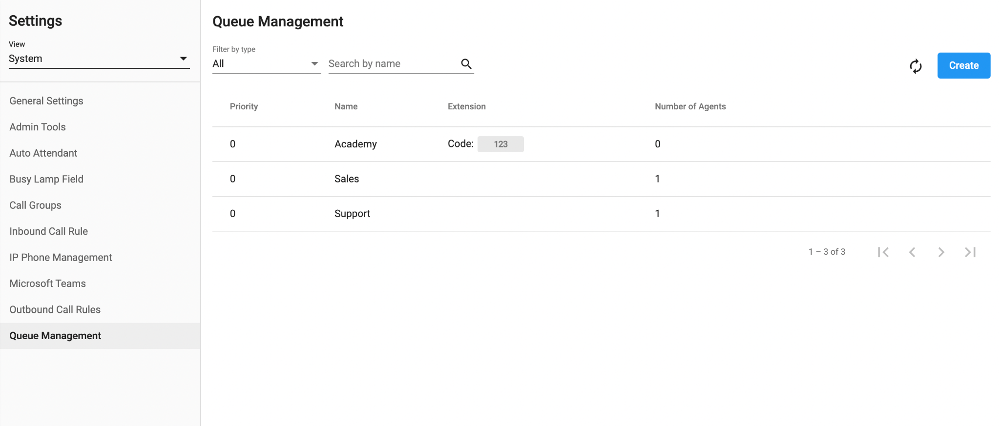 Settings
View
System
General Settings
Admin Tools
Auto Attendant
Busy Lamp Field
Call Groups
Inbound Call Rule
IP Phone Management
Microsoft Teams
Outbound Call Rules
Queue Management
Queue Management
Filter by type
All
Search by name
Create
Priority Name Extension Number of Agents
0 Academy Code: 123 0
0 Sales 1
0 Support 1
1 – 3 of 3